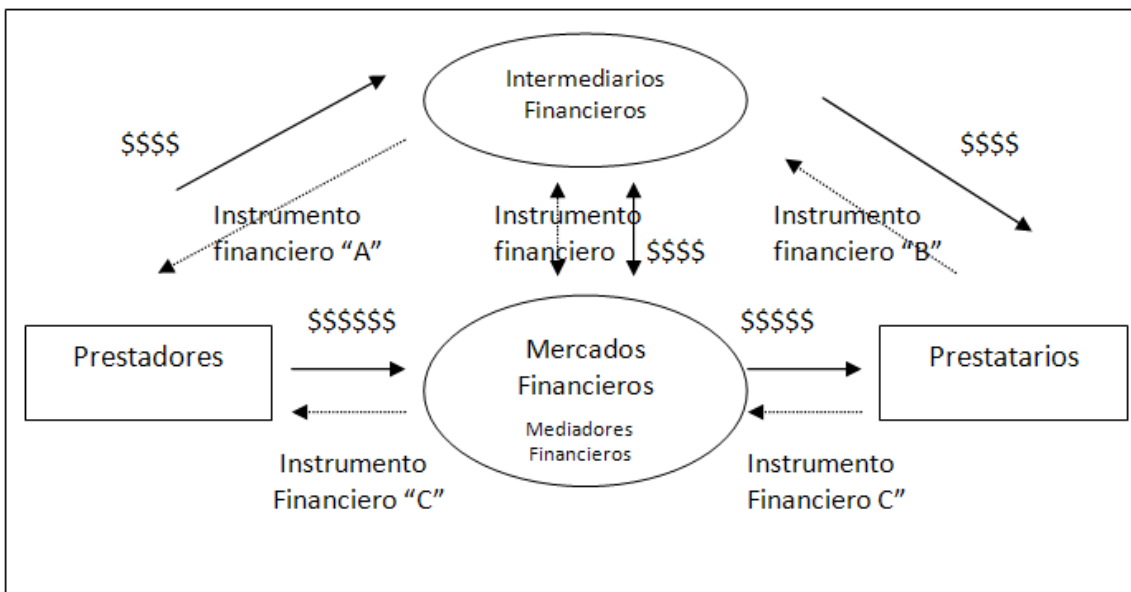 Intermediarios
Financieros
$$$$
$$$$
Instrumento
financiero “A”
Instrumento
financiero
$$$$
Instrumento
financiero “B”
$$$$$$
$$$$$
Prestadores
Mercados
Financieros
Mediadores
Financieros
Prestatarios
Instrumento
Financiero “C”
Instrumento
Financiero C”